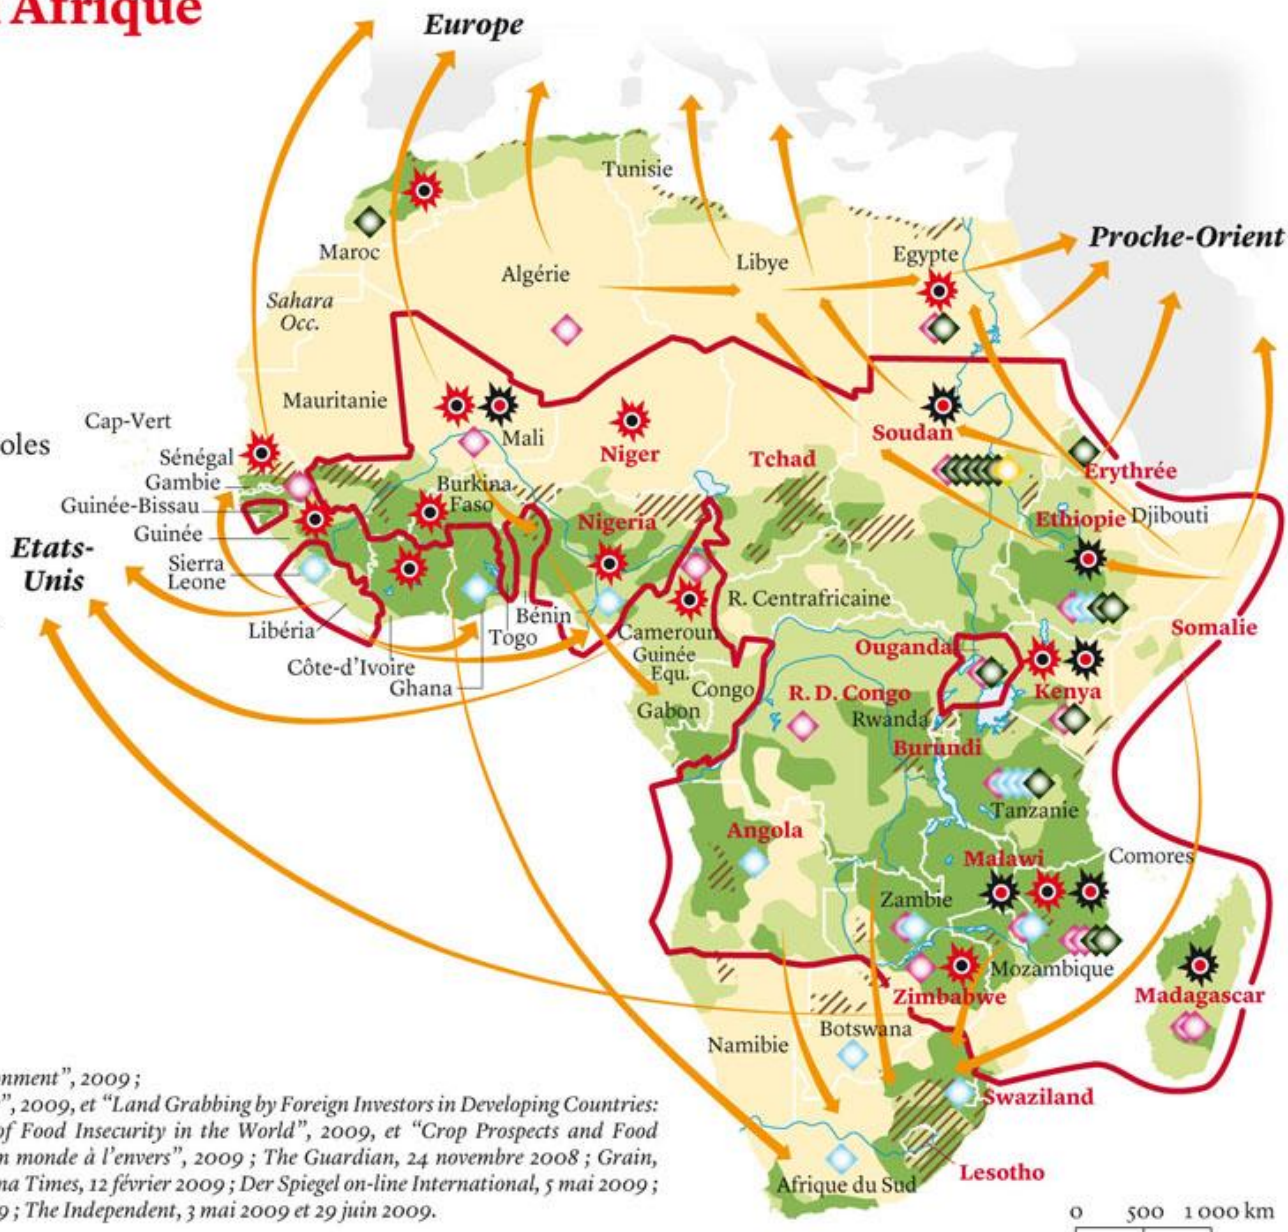 Afrique
Europe
Tunisie
Maroc
Algérie
Libye
Egypte
Proche-Orient
Sahara
Occ.
Mauritanie
Cap-Vert
Mali
Niger
Tchad
Soudan
Erythrée
oles
Sénégal
Gambie
Guinée-Bissau
Guinée
Burkina
Faso
Nigeria
Ethiopie
Djibouti
Etats-
Unis
Sierra
Leone
Libéria
Côte-d'Ivoire
Ghana
Togo
Bénin
Cameroun
Guinée
Equ.
R. Centrafricaine
Ouganda
Somalie
Congo
Gabon
R. D. Congo
Rwanda
Kenya
Burundi
Tanzanie
Angola
Malawi
Comores
Zambie
Mozambique
Zimbabwe
Madagascar
Namibie
Botswana
Swaziland
Lesotho
Afrique du Sud
onment", 2009 ;
", 2009, et "Land Grabbing by Foreign Investors in Developing Countries:
of Food Insecurity in the World", 2009, et "Crop Prospects and Food
n monde à l'envers", 2009 ; The Guardian, 24 novembre 2008 ; Grain,
na Times, 12 février 2009 ; Der Spiegel on-line International, 5 mai 2009 ;
9 ; The Independent, 3 mai 2009 et 29 juin 2009.
0 500 1 000 km